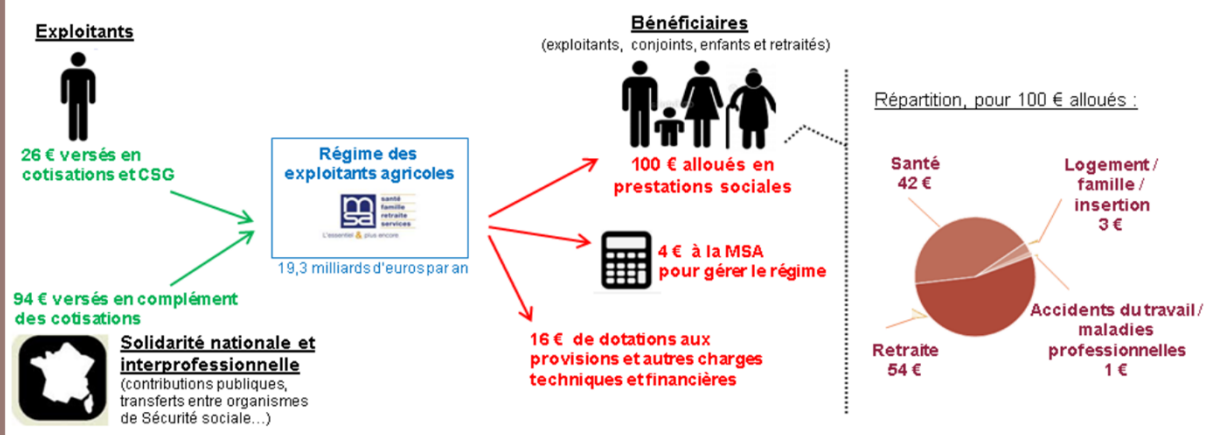 Exploitants
26 € versés en
cotisations et CSG
94 € versés en complément
des cotisations
Solidarité nationale et
interprofessionnelle
(contributions publiques,
transferts entre organismes
de Sécurité sociale...)
Régime des
exploitants agricoles
msa
santé
famille
retraite
services
L'essentiel & plus encore
19,3 milliards d'euros par an
Bénéficiaires
(exploitants, conjoints, enfants et retraités)
100 € alloués en
prestations sociales
4 € à la MSA
pour gérer le régime
16 € de dotations aux
provisions et autres charges
techniques et financières
Répartition, pour 100 € alloués :
Santé
42 €
Logement /
famille /
insertion
3 €
Retraite
54 €
Accidents du travail /
maladies
professionnelles
1 €